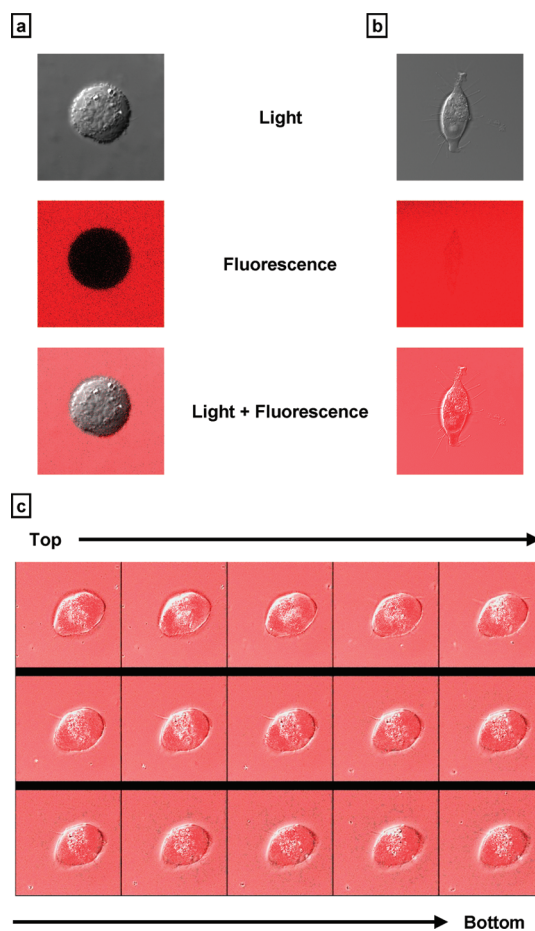 a
b
Light
Fluorescence
Light + Fluorescence
c
Top
Bottom